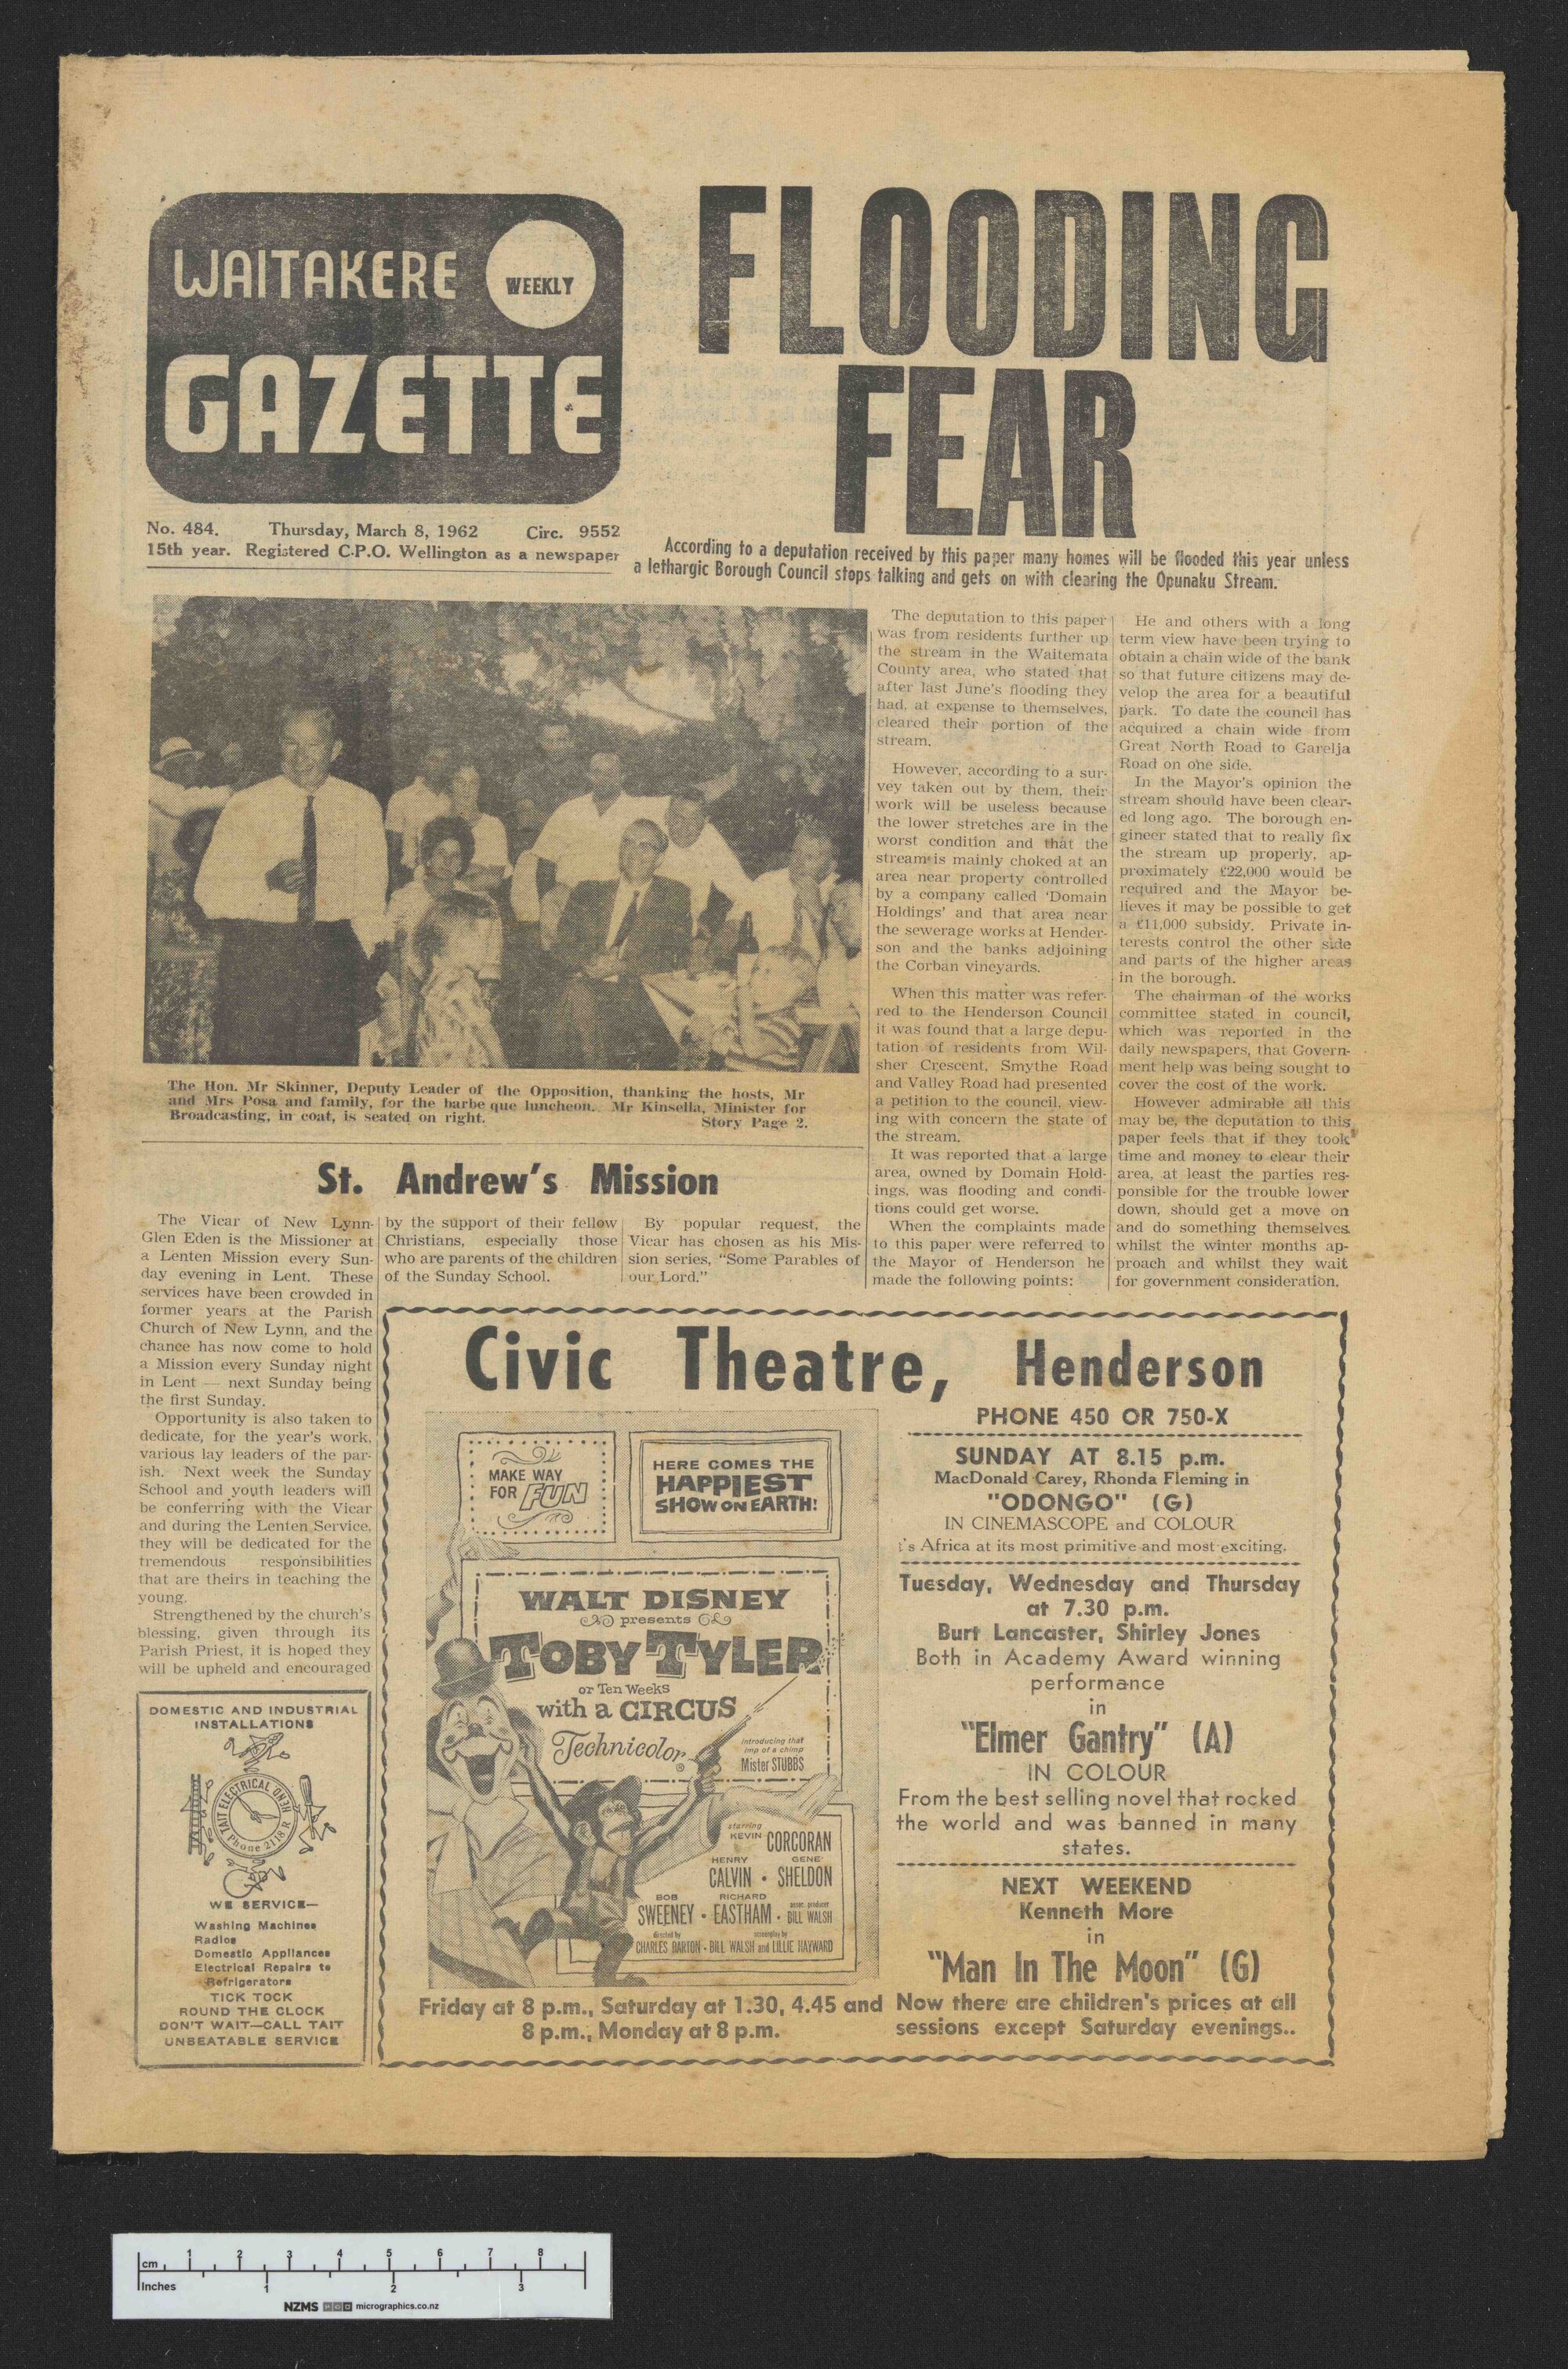 WAITAKERE
WEEKLY
GAZETTE
No. 484. Thursday, March 8, 1962 Circ. 9552
15th year. Registered C.P.O. Wellington as a newspaper
FLOODING
FEAR
According to a deputation received by this paper many homes will be flooded this year unless
a lethargic Borough Council stops talking and gets on with clearing the Opunaku Stream.
The Hon. Mr Skinner, Deputy Leader of the Opposition, thanking the hosts, Mr
and Mrs Posa and family, for the barbe que luncheon. Mr Kinsella, Minister for
Broadcasting, in coat, is seated on right. Story Page 2.
The deputation to this paper
was from residents further up
the stream in the Waitemata
County area, who stated that
after last June's flooding they
had, at expense to themselves,
cleared their portion of the
stream.
However, according to a sur-
vey taken out by them, their
work will be useless because
the lower stretches are in the
worst condition and that the
stream is mainly choked at an
area near property controlled
by a company called 'Domain
Holdings' and that area near
the sewerage works at Hender-
son and the banks adjoining
the Corban vineyards.
When this matter was refer-
red to the Henderson Council
it was found that a large depu-
tation of residents from Wil-
sher Crescent, Smythe Road
and Valley Road had presented
a petition to the council, view-
ing with concern the state of
the stream.
It was reported that a large
area, owned by Domain Hold-
ings, was flooding and condi-
tions could get worse.
When the complaints made
to this paper were referred to
the Mayor of Henderson he
made the following points:
He and others with a long
term view have been trying to
obtain a chain wide of the bank
so that future citizens may de-
velop the area for a beautiful
park. To date the council has
acquired a chain wide from
Great North Road to Garelja
Road on one side.
In the Mayor's opinion the
stream should have been clear-
ed long ago. The borough en-
gineer stated that to really fix
the stream up properly, ap-
proximately £22,000 would be
required and the Mayor be-
lieves it may be possible to get
a £11,000 subsidy. Private in-
terests control the other side
and parts of the higher areas
in the borough.
The chairman of the works
committee stated in council,
which was reported in the
daily newspapers, that Govern-
ment help was being sought to
cover the cost of the work.
However admirable all this
may be, the deputation to this
paper feels that if they took
time and money to clear their
area, at least the parties res-
ponsible for the trouble lower
down, should get a move on
and do something themselves
whilst the winter months ap-
proach and whilst they wait
for government consideration.
St. Andrew's Mission
The Vicar of New Lynn-
Glen Eden is the Missioner at
a Lenten Mission every Sun-
day evening in Lent. These
services have been crowded in
former years at the Parish
Church of New Lynn, and the
chance has now come to hold
a Mission every Sunday night
in Lent — next Sunday being
the first Sunday.
Opportunity is also taken to
dedicate, for the year's work,
various lay leaders of the par-
ish. Next week the Sunday
School and youth leaders will
be conferring with the Vicar
and during the Lenten Service,
they will be dedicated for the
tremendous responsibilities
that are theirs in teaching the
young.
Strengthened by the church's
blessing, given through its
Parish Priest, it is hoped they
will be upheld and encouraged
by the support of their fellow
Christians, especially those
who are parents of the children
of the Sunday School.
By popular request, the
Vicar has chosen as his Mis-
sion series, "Some Parables of
our Lord."
DOMESTIC AND INDUSTRIAL
INSTALLATIONS
TAIT ELECTRICAL HEND
Phone 2118 R
WE SERVICE—
Washing Machines
Radios
Domestic Appliances
Electrical Repairs to
Refrigerators
TICK TOCK
ROUND THE CLOCK
DON'T WAIT—CALL TAIT
UNBEATABLE SERVICE
Civic Theatre, Henderson
MAKE WAY
FOR FUN
HERE COMES THE
HAPPIEST
SHOW ON EARTH!
WALT DISNEY
presents
TOBY TYLER
or Ten Weeks
with a CIRCUS
Technicolor
®
introducing that
imp of a chimp
Mister STUBBS
starring
KEVIN CORCORAN
HENRY GENE
CALVIN • SHELDON
BOB RICHARD assoc. producer
SWEENEY • EASTHAM • BILL WALSH
directed by screenplay by
CHARLES BARTON • BILL WALSH and LILLIE HAYWARD
Friday at 8 p.m., Saturday at 1.30, 4.45 and
8 p.m., Monday at 8 p.m.
PHONE 450 OR 750-X
SUNDAY AT 8.15 p.m.
MacDonald Carey, Rhonda Fleming in
"ODONGO" (G)
IN CINEMASCOPE and COLOUR
's Africa at its most primitive and most exciting.
Tuesday, Wednesday and Thursday
at 7.30 p.m.
Burt Lancaster, Shirley Jones
Both in Academy Award winning
performance
in
"Elmer Gantry" (A)
IN COLOUR
From the best selling novel that rocked
the world and was banned in many
states.
NEXT WEEKEND
Kenneth More
in
"Man In The Moon" (G)
Now there are children's prices at all
sessions except Saturday evenings..
cm 1 2 3 4 5 6 7 8
Inches 1 2 3
NZMS micrographics.co.nz